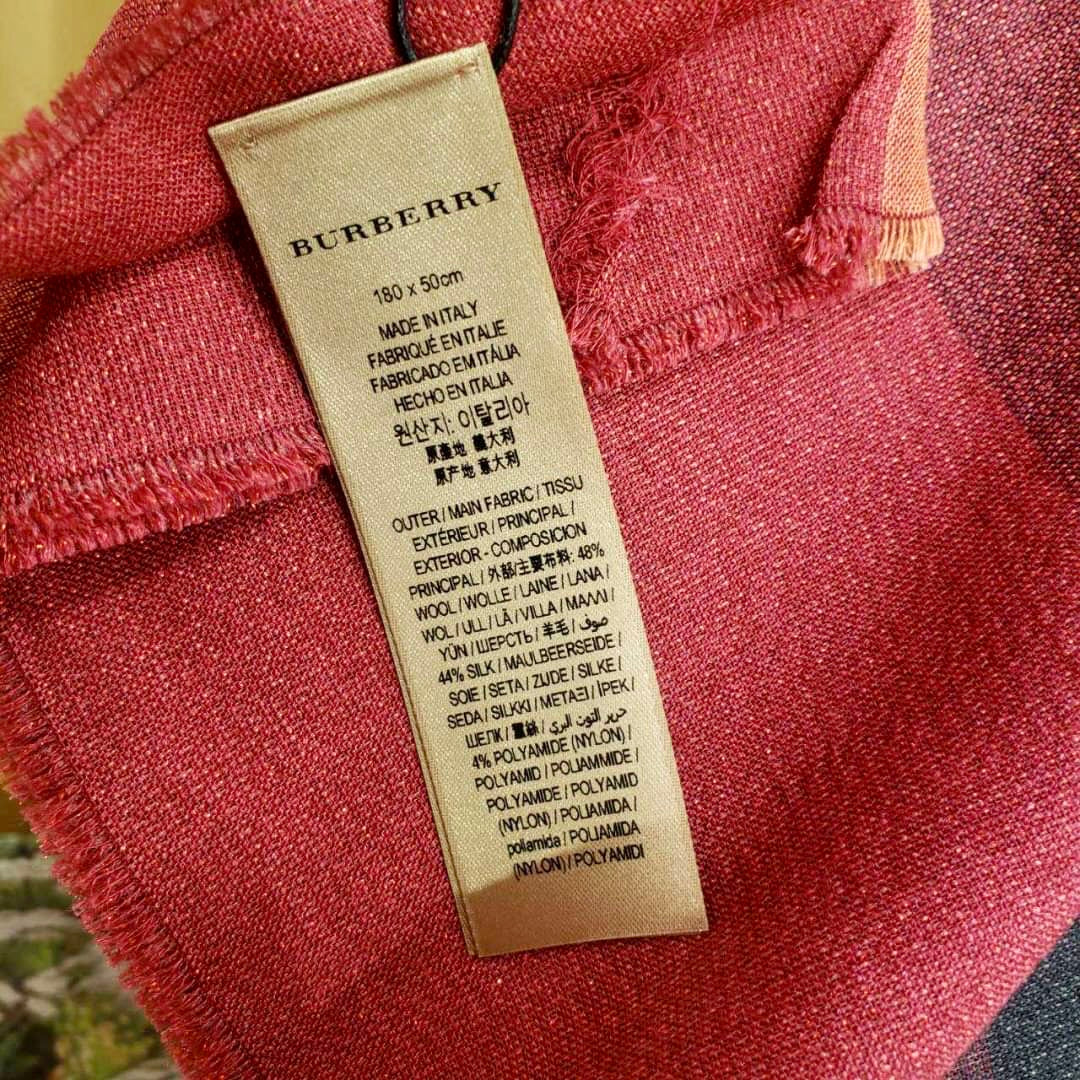 BURBERRY
180 x 50cm
MADE IN ITALY
FABRIQUÉ EN ITALIE
FABRICADO EM ITÁLIA
HECHO EN ITALIA
원산지: 이탈리아
原產地 義大利
原产地 意大利
OUTER / MAIN FABRIC / TISSU
EXTÉRIEUR / PRINCIPAL /
EXTERIOR - COMPOSICION
PRINCIPAL / 外部/主要布料: 48%
WOOL / WOLLE / LAINE / LANA /
WOL / ULL / LÃ / VILLA / ΜΑΛΛΙ /
YÜN / ШЕРСТЬ / 羊毛 / صوف
44% SILK / MAULBEERSEIDE /
SOIE / SETA / ZIJDE / SILKE /
SEDA / SILKKI / ΜΕΤΑΞΙ / İPEK /
ШЕЛК / 蠶絲 / حرير التوت البري /
4% POLYAMIDE (NYLON) /
POLYAMID / POLIAMMIDE /
POLYAMIDE / POLYAMID
(NYLON) / POLIAMIDA /
poliamida / POLIAMIDA
(NYLON) / POLYAMIDI